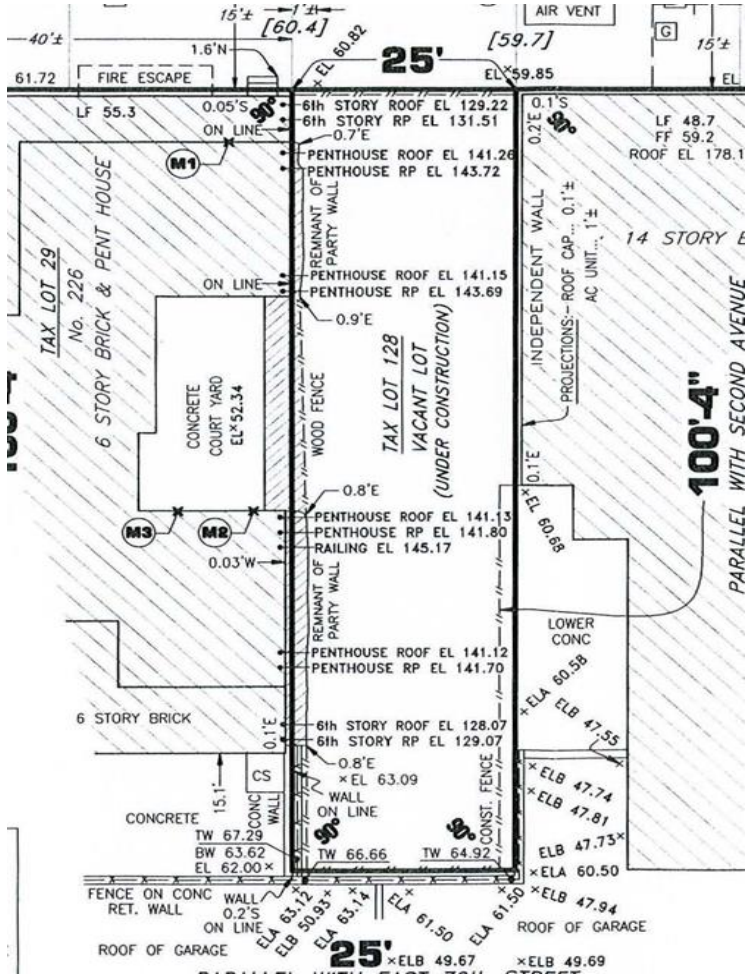 AIR VENT
15'±
1'±
[60.4]
EL 60.82
[59.7]
G
40'±
25'
15'±
1.6'N
EL 59.85
EL
61.72
FIRE ESCAPE
LF 55.3
0.05'S
90°
6th STORY ROOF EL 129.22
6th STORY RP EL 131.51
ON LINE
0.7'E
0.1'S
0.2'E
90°
LF 48.7
FF 59.2
ROOF EL 178.1
M1
PENTHOUSE ROOF EL 141.26
PENTHOUSE RP EL 143.72
REMNANT OF
PARTY WALL
INDEPENDENT WALL
PROJECTIONS:- ROOF CAP... 0.1'±
AC UNIT... 1'±
14 STORY
TAX LOT 29
No. 226
6 STORY BRICK & PENT HOUSE
PENTHOUSE ROOF EL 141.15
ON LINE
PENTHOUSE RP EL 143.69
0.9'E
CONCRETE
COURT YARD
EL 52.34
WOOD FENCE
TAX LOT 128
VACANT LOT
(UNDER CONSTRUCTION)
100'4"
PARALLEL WITH SECOND AVENUE
0.1'E
0.8'E
EL 60.68
M3
M2
PENTHOUSE ROOF EL 141.13
PENTHOUSE RP EL 141.80
RAILING EL 145.17
0.03'W
REMNANT OF
PARTY WALL
LOWER
CONC
PENTHOUSE ROOF EL 141.12
PENTHOUSE RP EL 141.70
ELA 60.58
ELB 47.55
6 STORY BRICK
0.1'E
6th STORY ROOF EL 128.07
6th STORY RP EL 129.07
0.8'E
EL 63.09
CS
15.1'
CONC
WALL
WALL
ON LINE
CONST. FENCE
ELB 47.74
ELB 47.81
CONCRETE
TW 67.29
BW 63.62
EL 62.00
90°
90°
TW 66.66
TW 64.92
ELB 47.73
ELA 60.50
ELB 47.94
FENCE ON CONC
RET. WALL
WALL
0.2'S
ON LINE
ELA 63.12
ELB 50.93
ELA 63.14
ELA 61.50
ELA 61.50
ROOF OF GARAGE
ROOF OF GARAGE
25'
ELB 49.67
ELB 49.69
PARALLEL WITH EAST
STREET